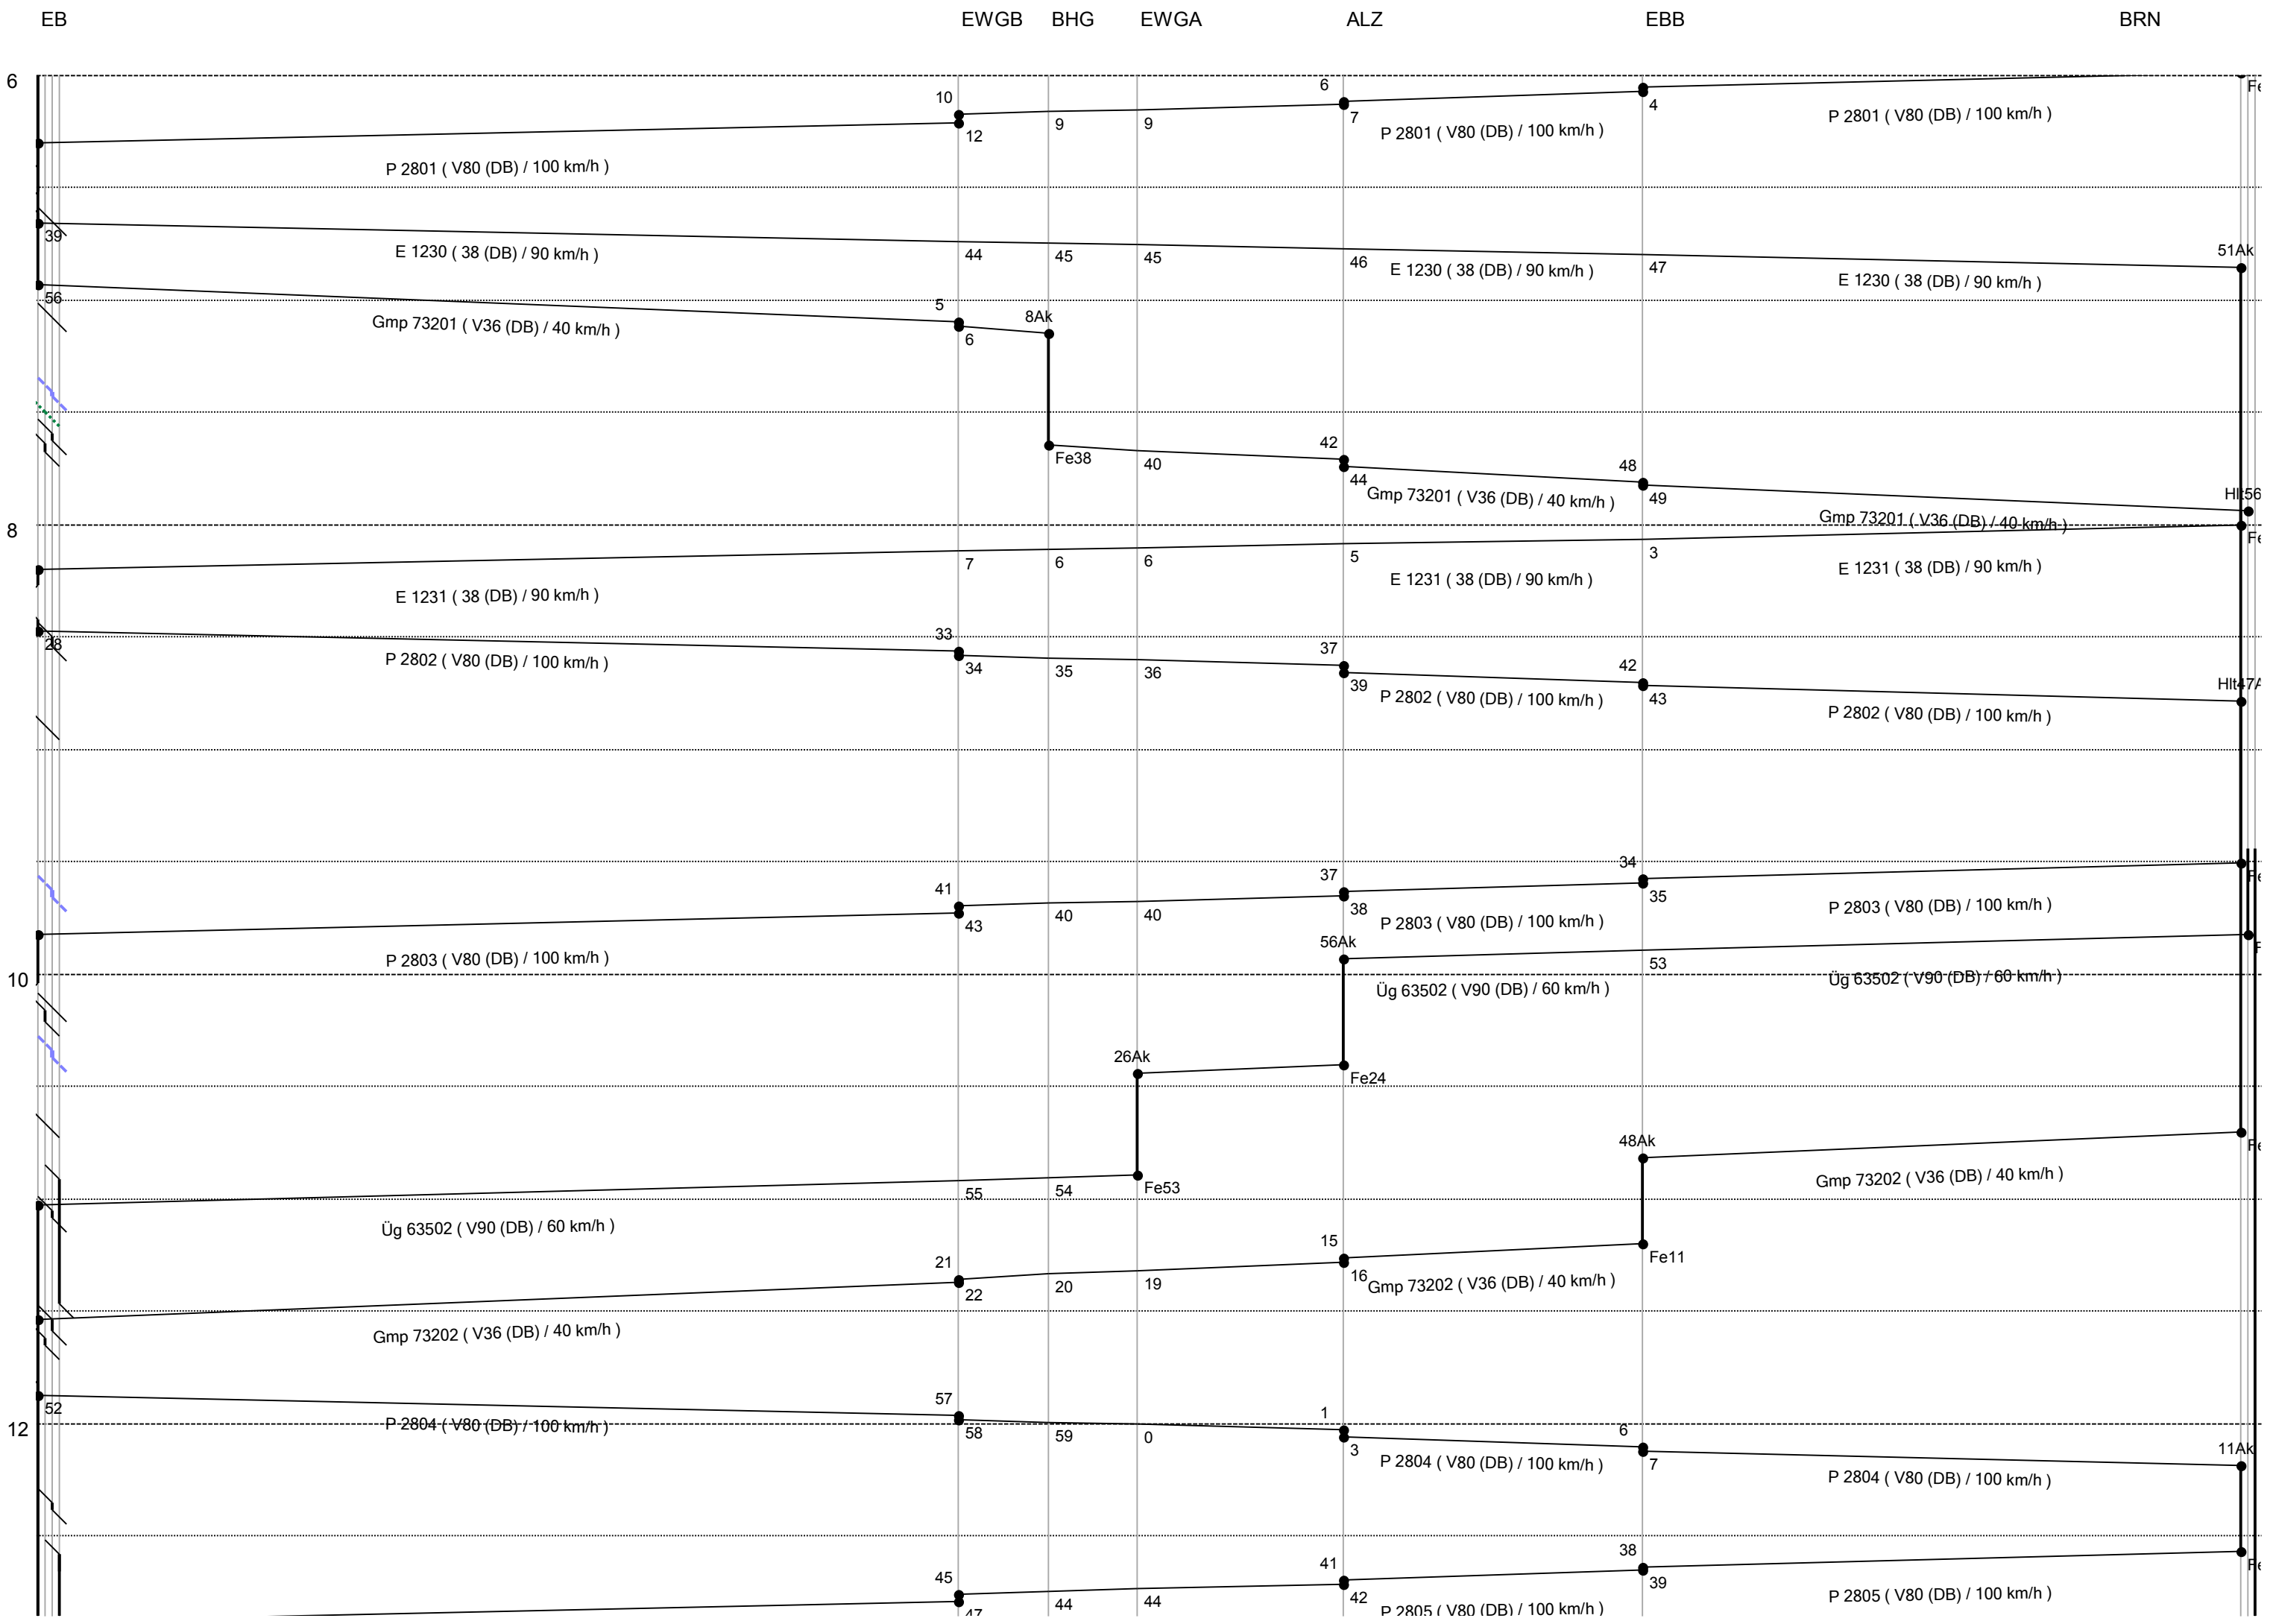 EB EWGB BHG EWGA ALZ EBB BRN
6
10 6
12 9 9 7 4
P 2801 ( V80 (DB) / 100 km/h ) P 2801 ( V80 (DB) / 100 km/h ) P 2801 ( V80 (DB) / 100 km/h )
39 44 45 45 46 47 51Ak
E 1230 ( 38 (DB) / 90 km/h ) E 1230 ( 38 (DB) / 90 km/h ) E 1230 ( 38 (DB) / 90 km/h )
56 5 8Ak
Gmp 73201 ( V36 (DB) / 40 km/h ) 6
42 48
Fe38 40 44 49 Hlt56
Gmp 73201 ( V36 (DB) / 40 km/h ) Gmp 73201 ( V36 (DB) / 40 km/h )
8
7 6 6 5 3
E 1231 ( 38 (DB) / 90 km/h ) E 1231 ( 38 (DB) / 90 km/h ) E 1231 ( 38 (DB) / 90 km/h )
28 33 37 42
34 35 36 39 43 Hlt47A
P 2802 ( V80 (DB) / 100 km/h ) P 2802 ( V80 (DB) / 100 km/h ) P 2802 ( V80 (DB) / 100 km/h )
41 37 34
43 40 40 38 35
P 2803 ( V80 (DB) / 100 km/h ) P 2803 ( V80 (DB) / 100 km/h ) P 2803 ( V80 (DB) / 100 km/h )
56Ak
10 53
Üg 63502 ( V90 (DB) / 60 km/h ) Üg 63502 ( V90 (DB) / 60 km/h )
26Ak Fe24
48Ak
55 54 Fe53 Gmp 73202 ( V36 (DB) / 40 km/h )
Üg 63502 ( V90 (DB) / 60 km/h )
21 15 Fe11
22 20 19 16 Gmp 73202 ( V36 (DB) / 40 km/h )
Gmp 73202 ( V36 (DB) / 40 km/h )
52 57 1 6 11Ak
12 P 2804 ( V80 (DB) / 100 km/h ) 58 59 0 3 7
P 2804 ( V80 (DB) / 100 km/h ) P 2804 ( V80 (DB) / 100 km/h )
45 41 38
47 44 44 42 39
P 2805 ( V80 (DB) / 100 km/h ) P 2805 ( V80 (DB) / 100 km/h )